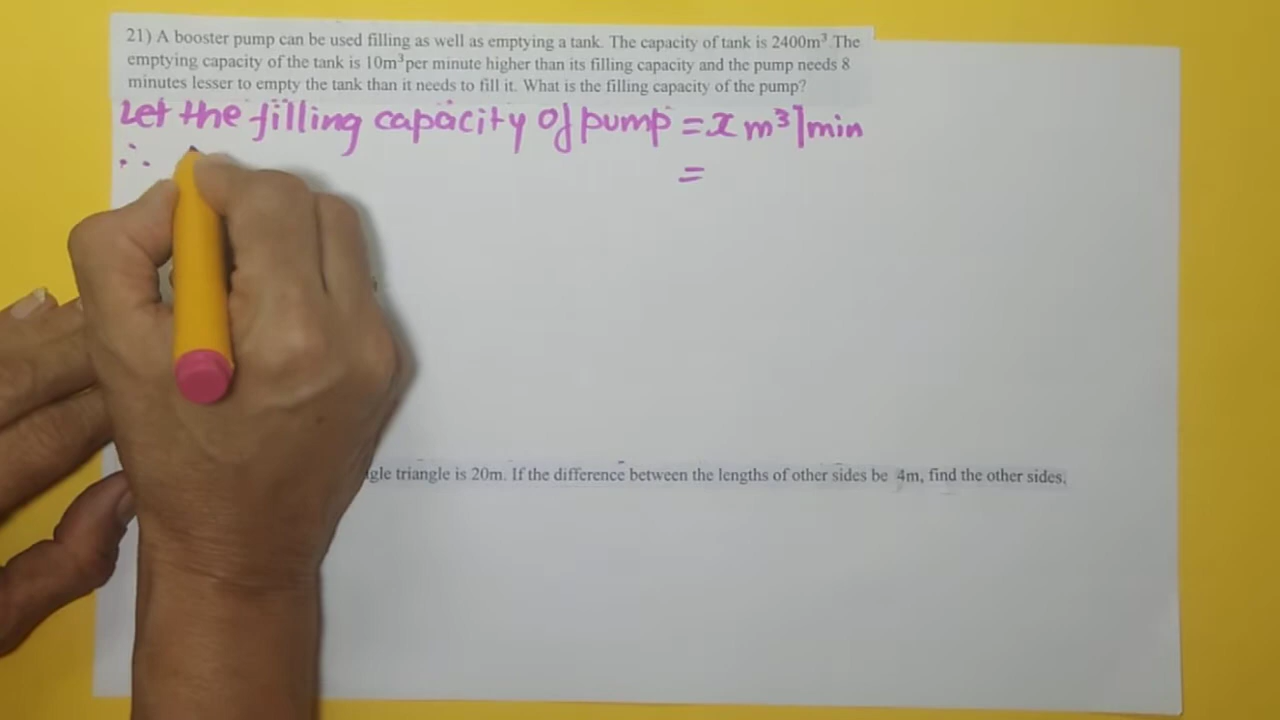 21) A booster pump can be used filling as well as emptying a tank. The capacity of tank is 2400m³ The
emptying capacity of the tank is 10m³per minute higher than its filling capacity and the pump needs 8
minutes lesser to empty the tank than it needs to fill it. What is the filling capacity of the pump?
Let the filling capacity of pump = x m³/min
∴ =
triangle is 20m. If the difference between the lengths of other sides be 4m, find the other sides.